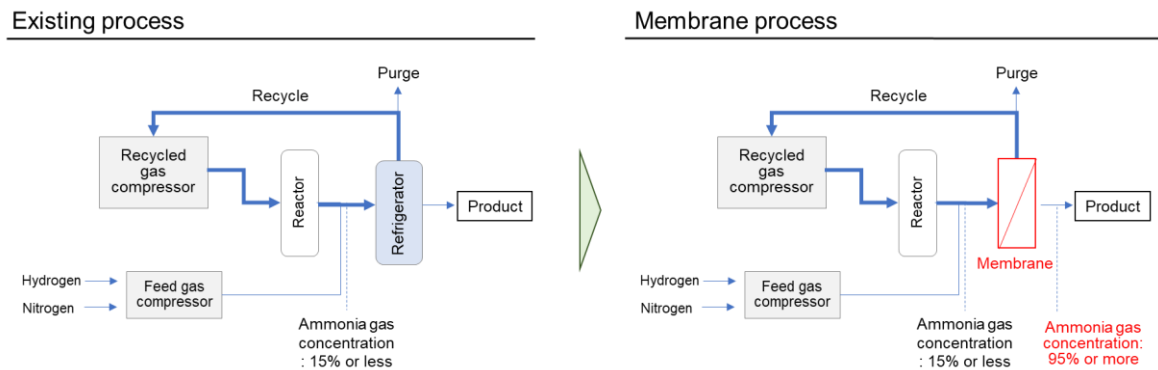 Existing process
Purge
Recycle
Recycled
gas
compressor
Reactor
Refrigerator
Product
Hydrogen
Nitrogen
Feed gas
compressor
Ammonia gas
concentration
: 15% or less
Membrane process
Purge
Recycle
Recycled
gas
compressor
Reactor
Product
Membrane
Hydrogen
Nitrogen
Feed gas
compressor
Ammonia gas
concentration
: 15% or less
Ammonia gas
concentration:
95% or more